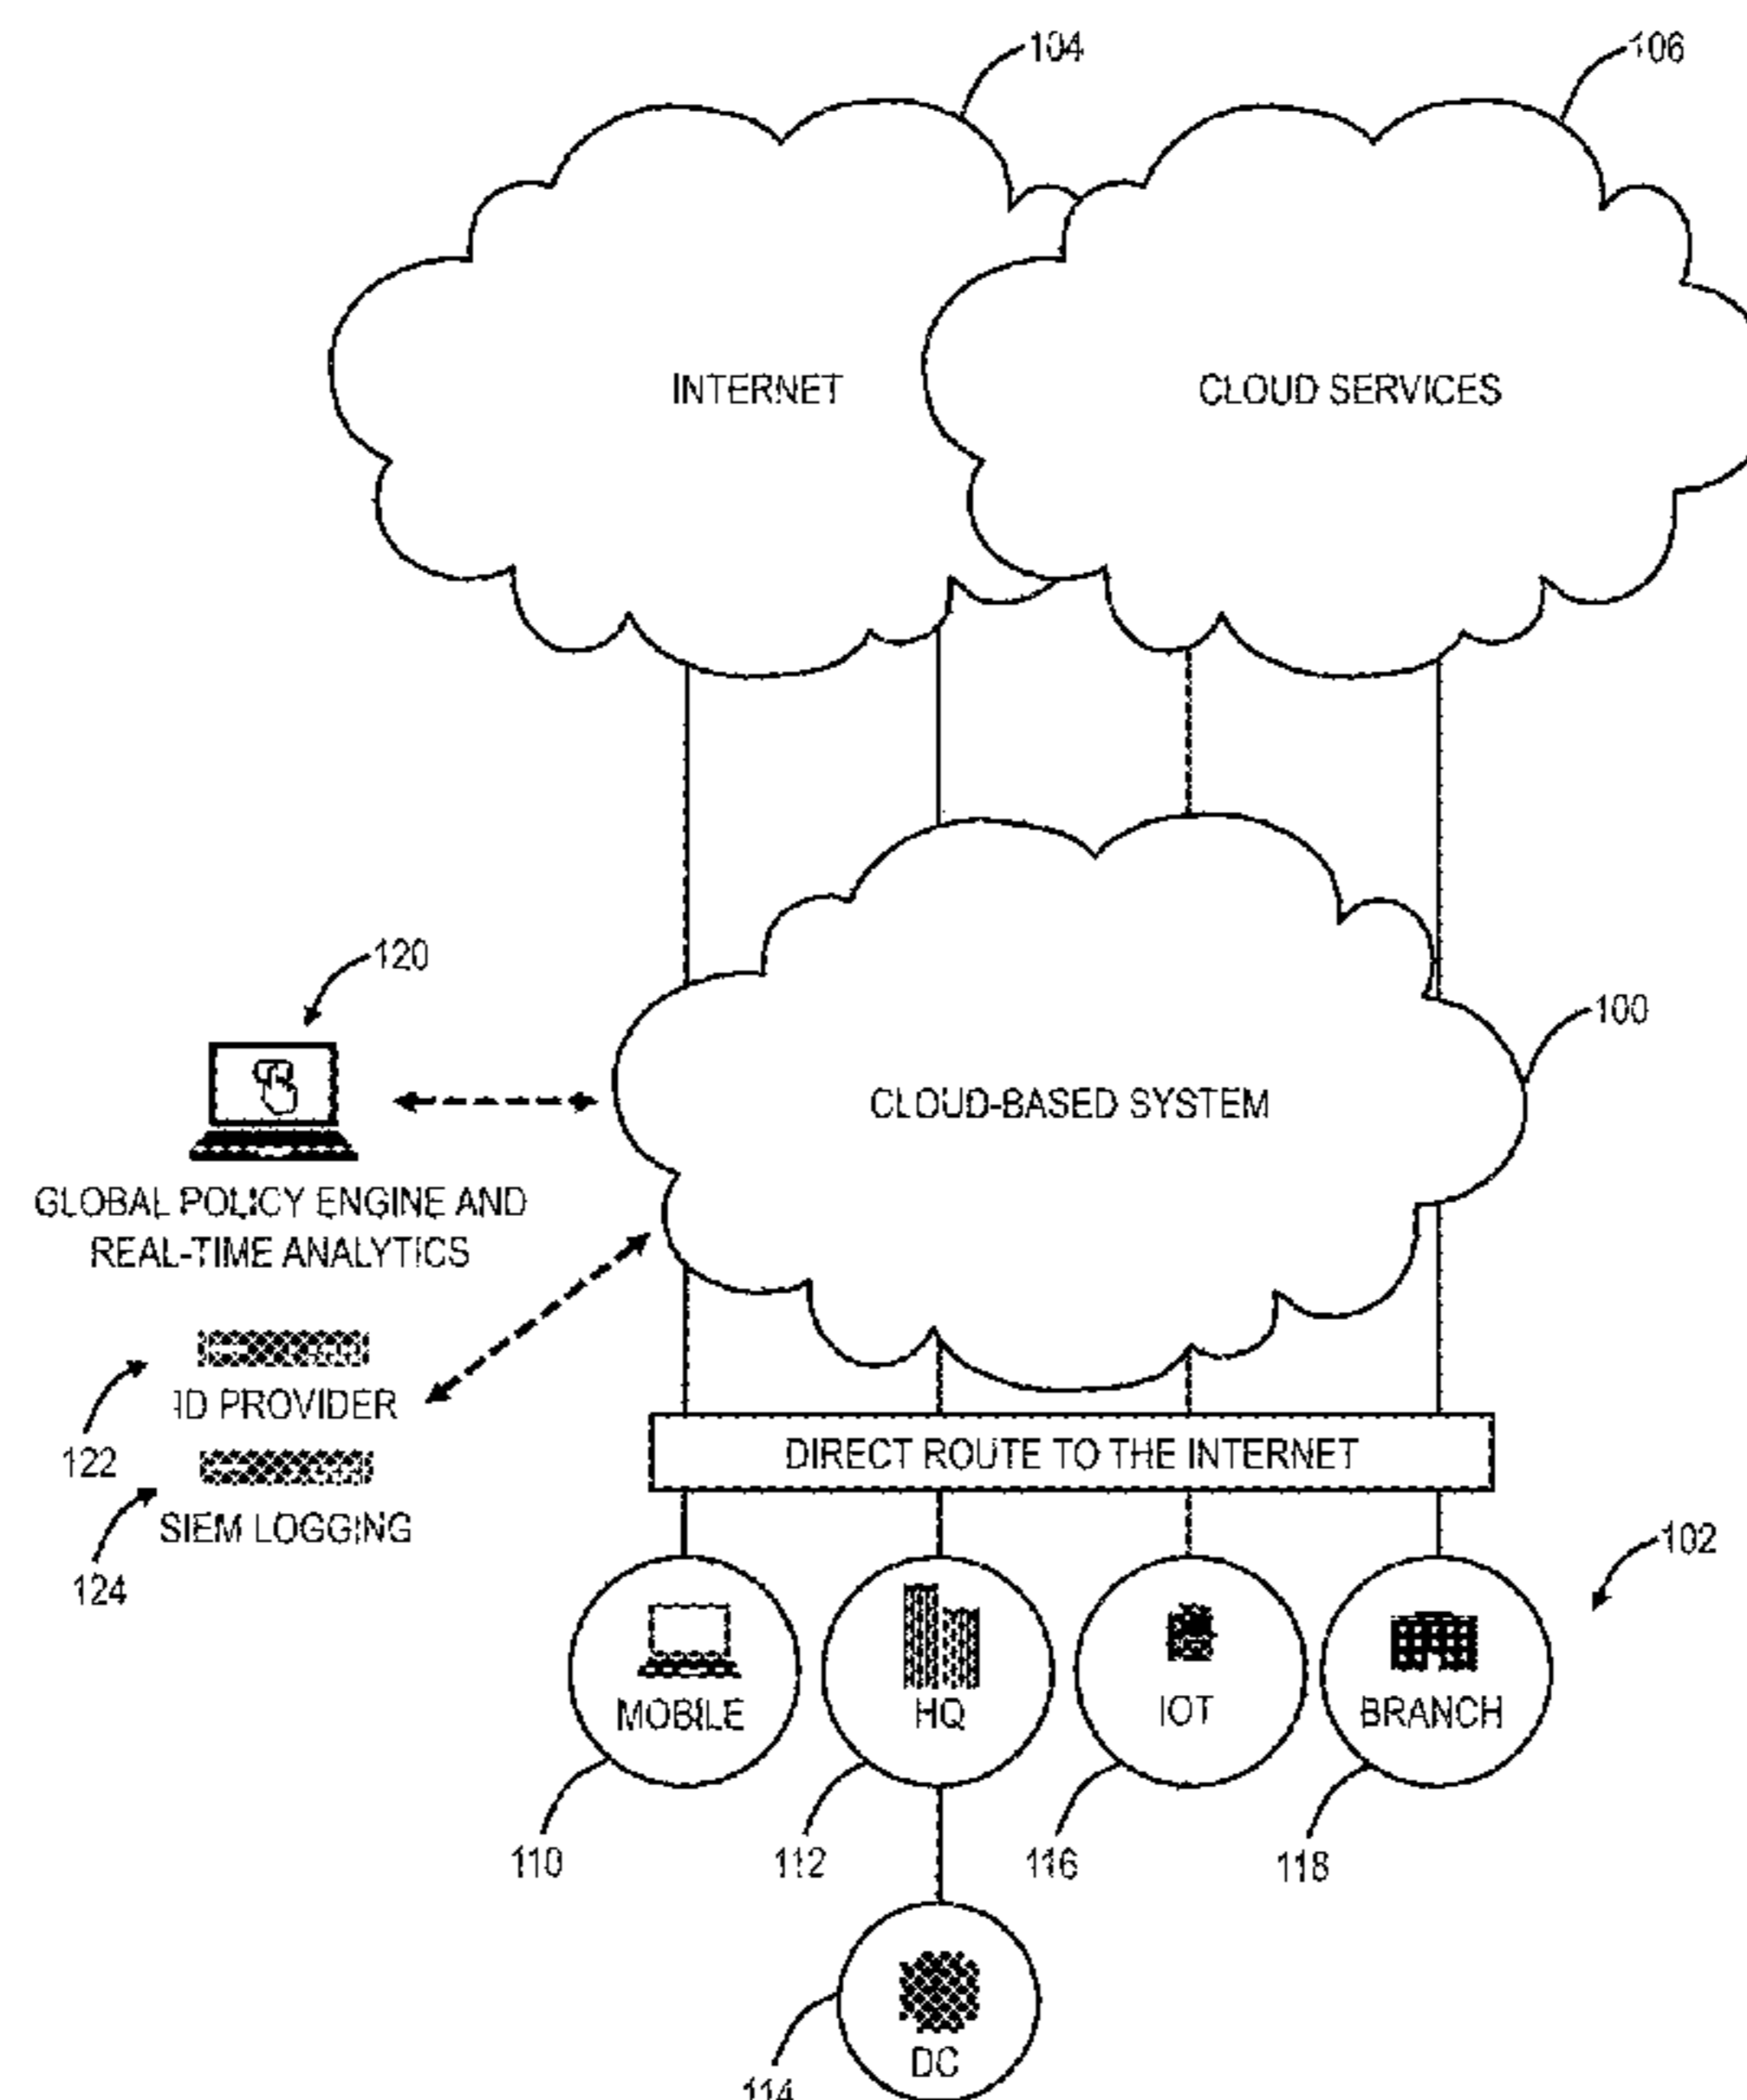 104
106
INTERNET
CLOUD SERVICES
120
100
CLOUD-BASED SYSTEM
GLOBAL POLICY ENGINE AND
REAL-TIME ANALYTICS
ID PROVIDER
122
DIRECT ROUTE TO THE INTERNET
SIEM LOGGING
124
102
MOBILE
HQ
IOT
BRANCH
110
112
116
118
DC
114